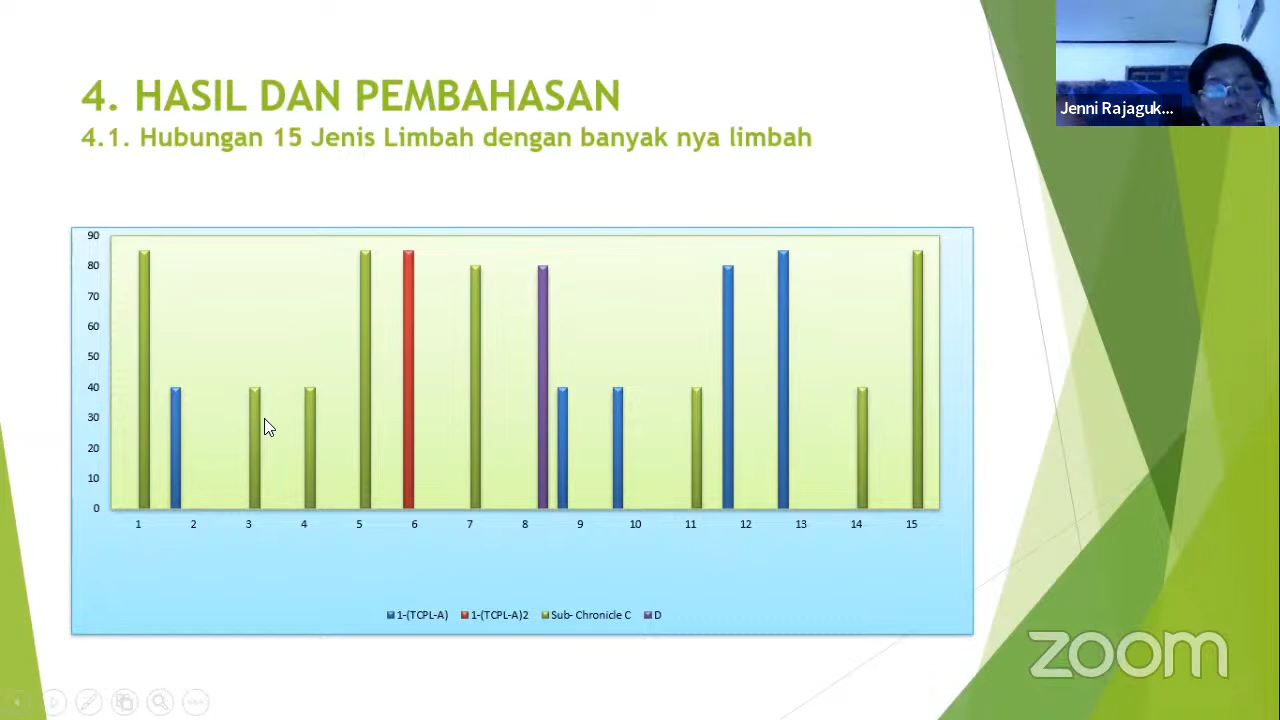 4. HASIL DAN PEMBAHASAN
4.1. Hubungan 15 Jenis Limbah dengan banyak nya limbah
Jenni Rajaguk...
90
80
70
60
50
40
30
20
10
0
1 2 3 4 5 6 7 8 9 10 11 12 13 14 15
1-(TCPL-A) 1-(TCPL-A)2 Sub- Chronicle C D
zoom